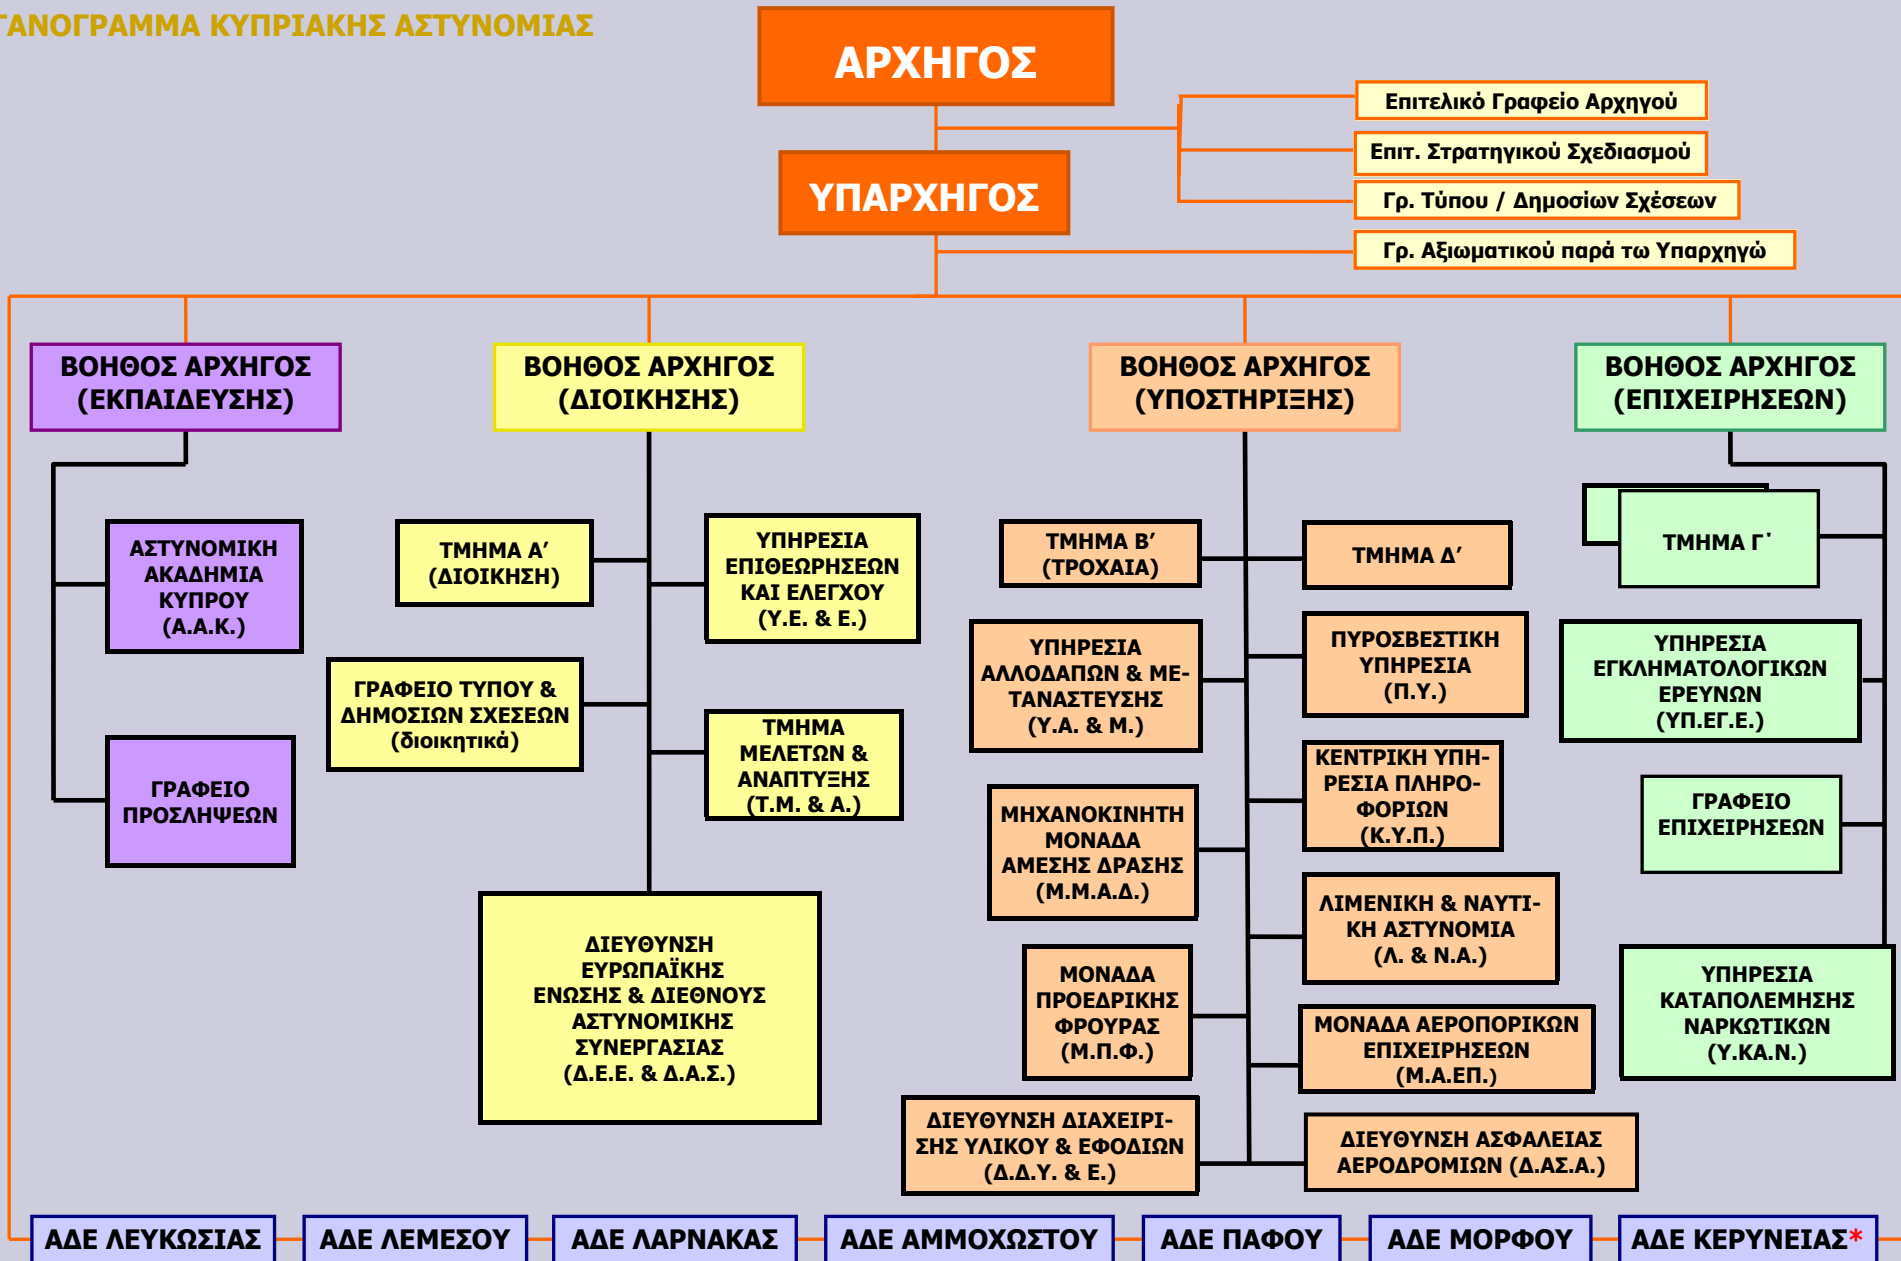 ΓΑΝΟΓΡΑΜΜΑ ΚΥΠΡΙΑΚΗΣ ΑΣΤΥΝΟΜΙΑΣ
ΑΡΧΗΓΟΣ
Επιτελικό Γραφείο Αρχηγού
Επιτ. Στρατηγικού Σχεδιασμού
ΥΠΑΡΧΗΓΟΣ
Γρ. Τύπου / Δημοσίων Σχέσεων
Γρ. Αξιωματικού παρά τω Υπαρχηγώ
ΒΟΗΘΟΣ ΑΡΧΗΓΟΣ
(ΕΚΠΑΙΔΕΥΣΗΣ)
ΒΟΗΘΟΣ ΑΡΧΗΓΟΣ
(ΔΙΟΙΚΗΣΗΣ)
ΒΟΗΘΟΣ ΑΡΧΗΓΟΣ
(ΥΠΟΣΤΗΡΙΞΗΣ)
ΒΟΗΘΟΣ ΑΡΧΗΓΟΣ
(ΕΠΙΧΕΙΡΗΣΕΩΝ)
ΑΣΤΥΝΟΜΙΚΗ
ΑΚΑΔΗΜΙΑ
ΚΥΠΡΟΥ
(Α.Α.Κ.)
ΓΡΑΦΕΙΟ
ΠΡΟΣΛΗΨΕΩΝ
ΤΜΗΜΑ Α’
(ΔΙΟΙΚΗΣΗ)
ΥΠΗΡΕΣΙΑ
ΕΠΙΘΕΩΡΗΣΕΩΝ
ΚΑΙ ΕΛΕΓΧΟΥ
(Υ.Ε. & Ε.)
ΓΡΑΦΕΙΟ ΤΥΠΟΥ &
ΔΗΜΟΣΙΩΝ ΣΧΕΣΕΩΝ
(διοικητικά)
ΤΜΗΜΑ
ΜΕΛΕΤΩΝ &
ΑΝΑΠΤΥΞΗΣ
(Τ.Μ. & Α.)
ΔΙΕΥΘΥΝΣΗ
ΕΥΡΩΠΑΪΚΗΣ
ΕΝΩΣΗΣ & ΔΙΕΘΝΟΥΣ
ΑΣΤΥΝΟΜΙΚΗΣ
ΣΥΝΕΡΓΑΣΙΑΣ
(Δ.Ε.Ε. & Δ.Α.Σ.)
ΤΜΗΜΑ Β’
(ΤΡΟΧΑΙΑ)
ΤΜΗΜΑ Δ’
ΥΠΗΡΕΣΙΑ
ΑΛΛΟΔΑΠΩΝ & ΜΕ-
ΤΑΝΑΣΤΕΥΣΗΣ
(Υ.Α. & Μ.)
ΠΥΡΟΣΒΕΣΤΙΚΗ
ΥΠΗΡΕΣΙΑ
(Π.Υ.)
ΜΗΧΑΝΟΚΙΝΗΤΗ
ΜΟΝΑΔΑ
ΑΜΕΣΗΣ ΔΡΑΣΗΣ
(Μ.Μ.Α.Δ.)
ΚΕΝΤΡΙΚΗ ΥΠΗ-
ΡΕΣΙΑ ΠΛΗΡΟ-
ΦΟΡΙΩΝ
(Κ.Υ.Π.)
ΛΙΜΕΝΙΚΗ & ΝΑΥΤΙ-
ΚΗ ΑΣΤΥΝΟΜΙΑ
(Λ. & Ν.Α.)
ΜΟΝΑΔΑ
ΠΡΟΕΔΡΙΚΗΣ
ΦΡΟΥΡΑΣ
(Μ.Π.Φ.)
ΜΟΝΑΔΑ ΑΕΡΟΠΟΡΙΚΩΝ
ΕΠΙΧΕΙΡΗΣΕΩΝ
(Μ.Α.ΕΠ.)
ΔΙΕΥΘΥΝΣΗ ΔΙΑΧΕΙΡΙ-
ΣΗΣ ΥΛΙΚΟΥ & ΕΦΟΔΙΩΝ
(Δ.Δ.Υ. & Ε.)
ΔΙΕΥΘΥΝΣΗ ΑΣΦΑΛΕΙΑΣ
ΑΕΡΟΔΡΟΜΙΩΝ (Δ.ΑΣ.Α.)
ΤΜΗΜΑ Γ΄
ΥΠΗΡΕΣΙΑ
ΕΓΚΛΗΜΑΤΟΛΟΓΙΚΩΝ
ΕΡΕΥΝΩΝ
(ΥΠ.ΕΓ.Ε.)
ΓΡΑΦΕΙΟ
ΕΠΙΧΕΙΡΗΣΕΩΝ
ΥΠΗΡΕΣΙΑ
ΚΑΤΑΠΟΛΕΜΗΣΗΣ
ΝΑΡΚΩΤΙΚΩΝ
(Υ.ΚΑ.Ν.)
ΑΔΕ ΛΕΥΚΩΣΙΑΣ
ΑΔΕ ΛΕΜΕΣΟΥ
ΑΔΕ ΛΑΡΝΑΚΑΣ
ΑΔΕ ΑΜΜΟΧΩΣΤΟΥ
ΑΔΕ ΠΑΦΟΥ
ΑΔΕ ΜΟΡΦΟΥ
ΑΔΕ ΚΕΡΥΝΕΙΑΣ*